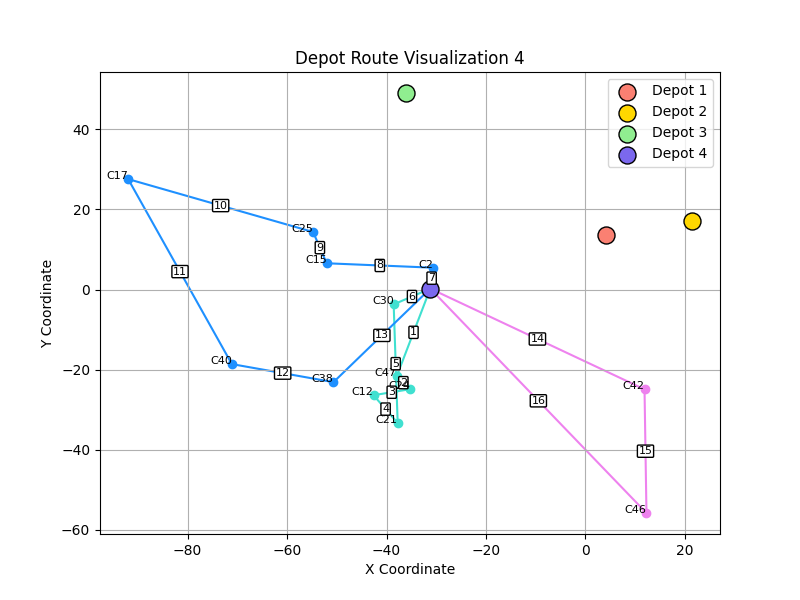 Depot Route Visualization 4
Depot 1
Depot 2
Depot 3
Depot 4
Y Coordinate
40
20
0
−20
−40
−60
C17
10
C25
9
C15
8
C2
7
11
6
C30
1
13
14
5
C40
12
C38
C47
2
C12
3
4
C21
C42
16
15
C46
−80
−60
−40
−20
0
20
X Coordinate